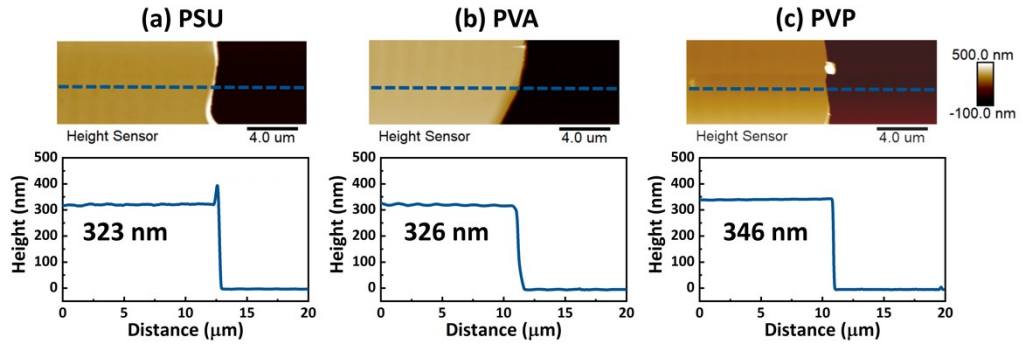 (a) PSU
(b) PVA
(c) PVP
Height Sensor
4.0 um
Height Sensor
4.0 um
Height Sensor
4.0 um
500.0 nm
-100.0 nm
Height (nm)
500
400
300
200
100
0
323 nm
0 5 10 15 20
Distance (μm)
Height (nm)
500
400
300
200
100
0
326 nm
0 5 10 15 20
Distance (μm)
Height (nm)
500
400
300
200
100
0
346 nm
0 5 10 15 20
Distance (μm)